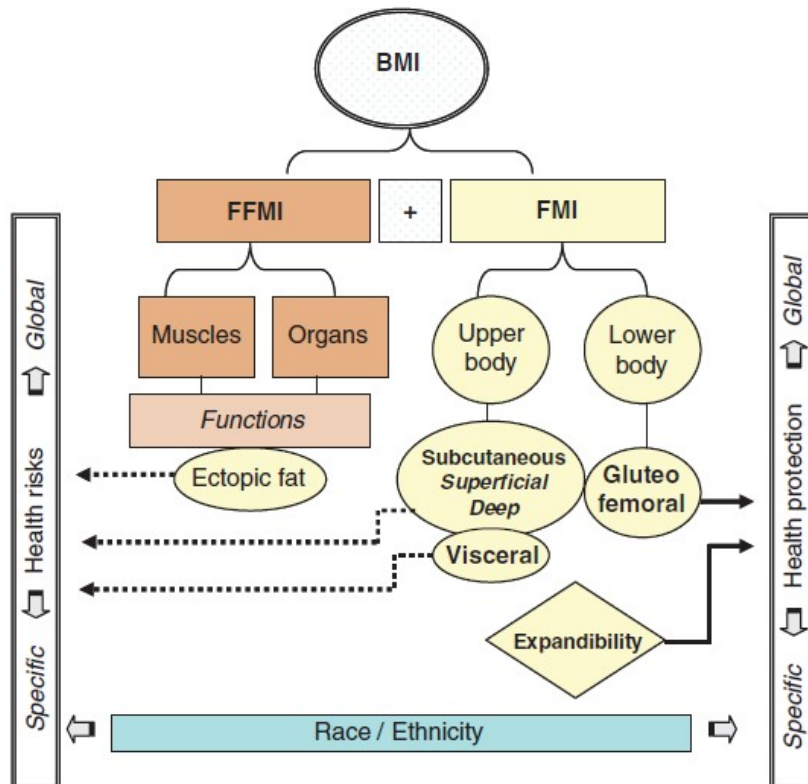 BMI
FFMI
+
FMI
Muscles
Organs
Upper
body
Lower
body
Functions
Ectopic fat
Subcutaneous
Superficial
Deep
Gluteo
femoral
Visceral
Expandibility
Race / Ethnicity
Global
Health risks
Specific
Global
Health protection
Specific